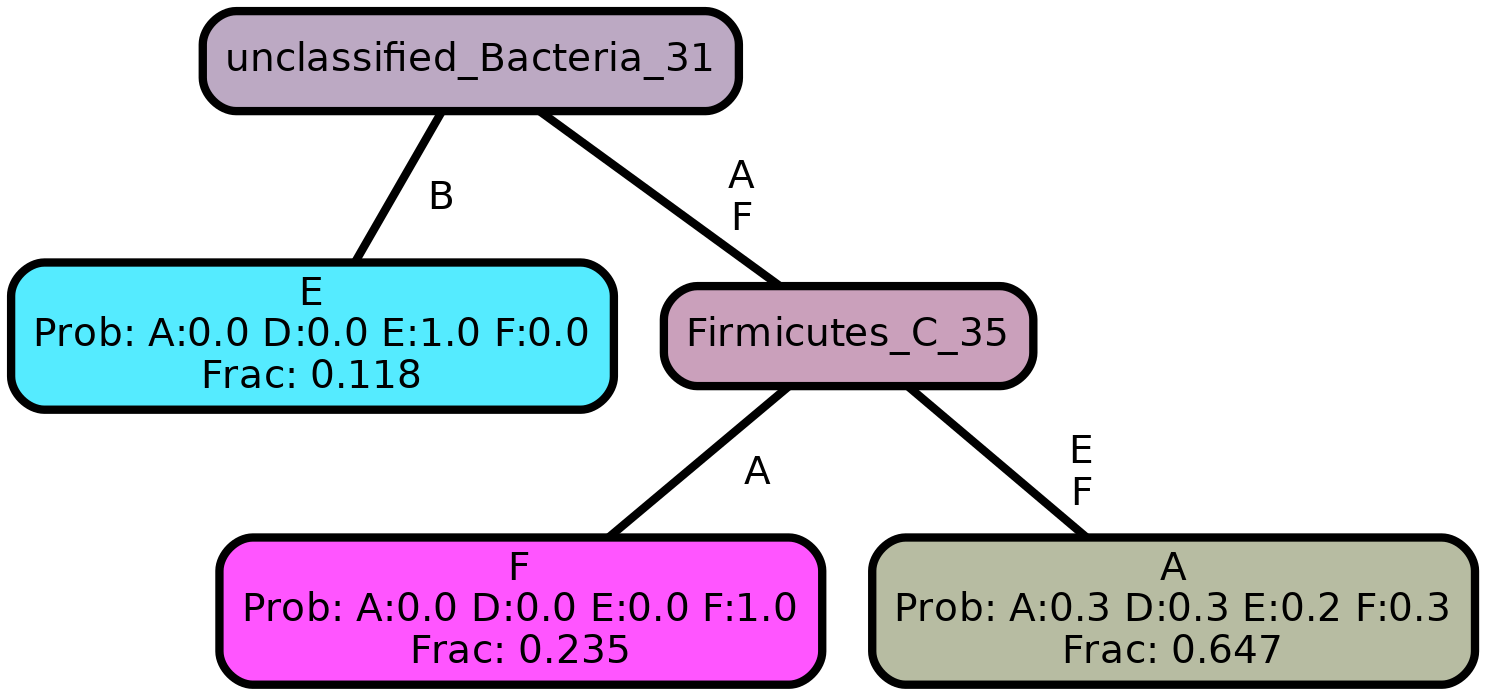 unclassified_Bacteria_31
B
A
F
E
Prob: A:0.0 D:0.0 E:1.0 F:0.0
Frac: 0.118
Firmicutes_C_35
A
E
F
F
Prob: A:0.0 D:0.0 E:0.0 F:1.0
Frac: 0.235
A
Prob: A:0.3 D:0.3 E:0.2 F:0.3
Frac: 0.647